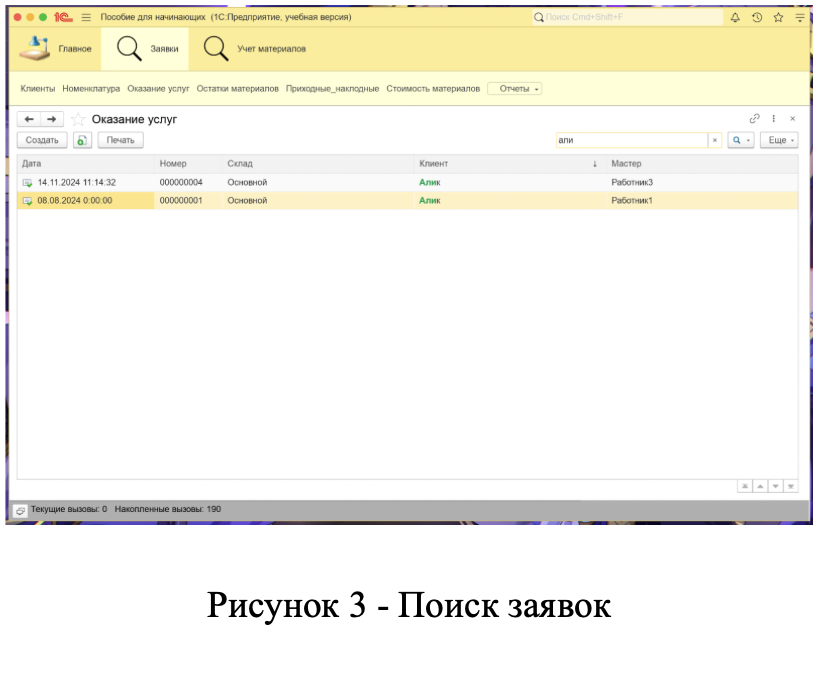 1С Пособие для начинающих (1С:Предприятие, учебная версия) Поиск Cmd+Shift+F
Главное Заявки Учет материалов
Клиенты Номенклатура Оказание услуг Остатки материалов Приходные_накладные Стоимость материалов Отчеты
Оказание услуг
Создать Печать али Еще
Дата Номер Склад Клиент Мастер
14.11.2024 11:14:32 000000004 Основной Алик Работник3
08.08.2024 0:00:00 000000001 Основной Алик Работник1
Текущие вызовы: 0 Накопленные вызовы: 190
Рисунок 3 - Поиск заявок